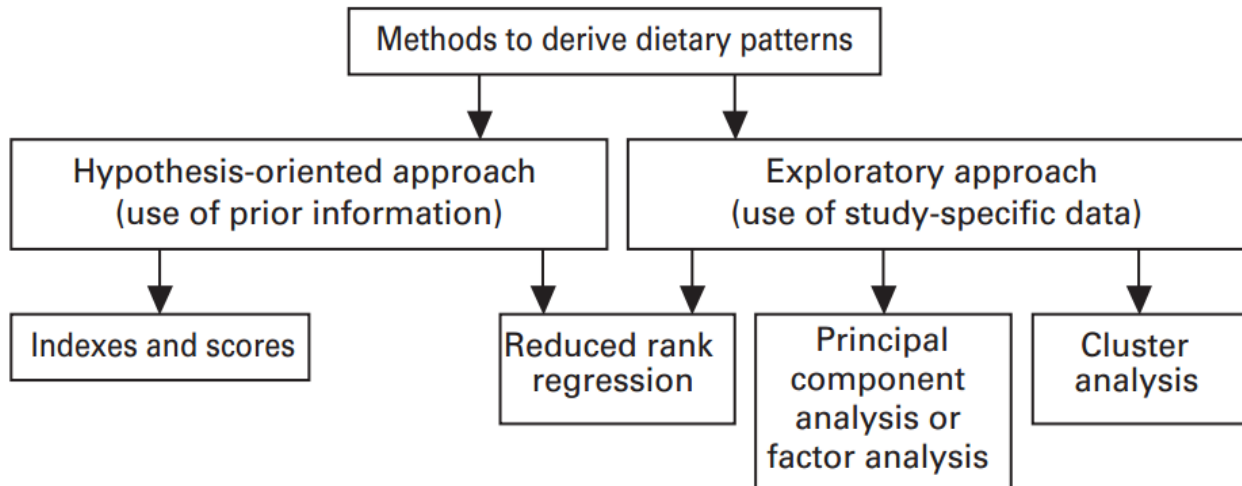 Methods to derive dietary patterns
Hypothesis-oriented approach
(use of prior information)
Exploratory approach
(use of study-specific data)
Indexes and scores
Reduced rank
regression
Principal
component
analysis or
factor analysis
Cluster
analysis